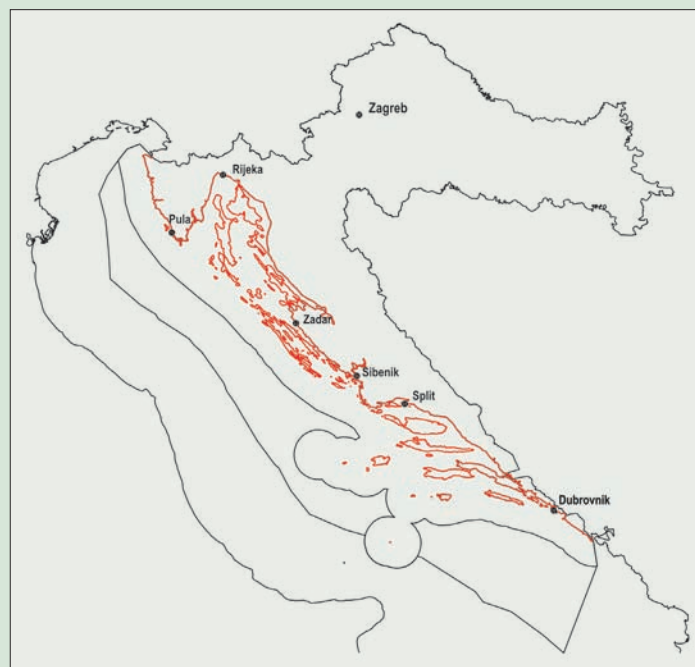 Zagreb
Rijeka
Pula
Zadar
Šibenik
Split
Dubrovnik